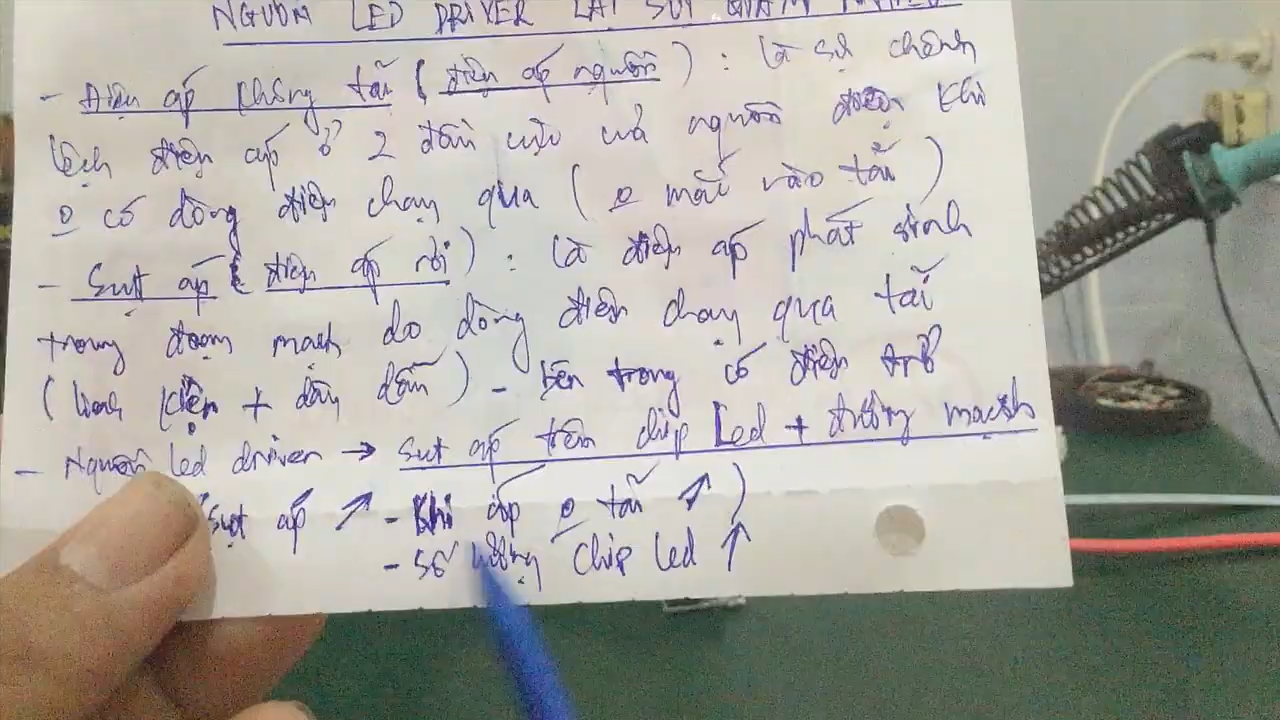 NGUỒN LED DRIVER LẠI SỤT GIẢM
- Điện áp không tải (điện áp nguồn) : là sự chênh
lệch điện áp ở 2 đầu cực của nguồn điện khi
o có dòng điện chạy qua (o mắc vào tải)
- Sụt áp (điện áp rơi) : là điện áp phát sinh
trong đoạn mạch do dòng điện chạy qua tải
(linh kiện + dây dẫn) - bên trong có điện trở
- Nguồn led driver → sụt áp trên chip Led + đường mạch
sụt áp ↗ - Khi áp o tải ↗)
- Số lượng chip led ↑